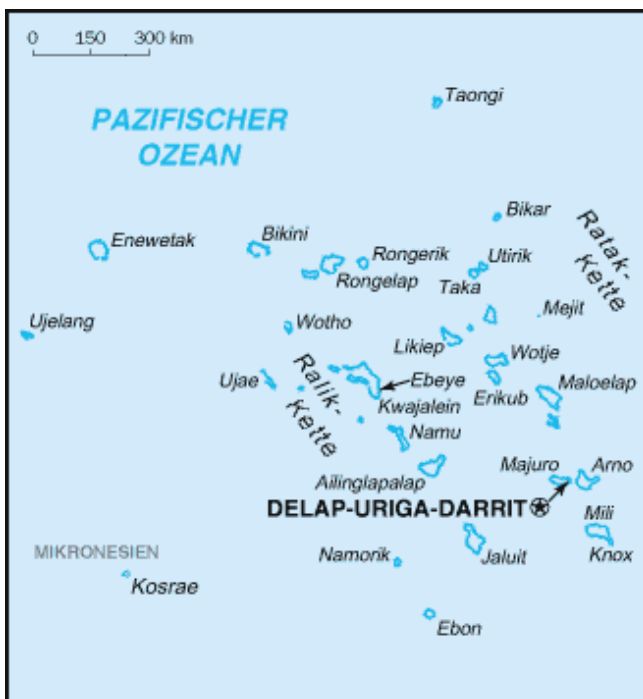 0 150 300 km
PAZIFISCHER
OZEAN
Taongi
Bikar
Ratak-
Kette
Enewetak
Bikini
Rongerik
Utirik
Rongelap
Taka
Mejit
Ujelang
Wotho
Likiep
Wotje
Ujae
Ralik-
Kette
Ebeye
Kwajalein
Erikub
Maloelap
Namu
Ailinglapalap
Majuro
Arno
DELAP-URIGA-DARRIT
Mili
MIKRONESIEN
Namorik
Jaluit
Knox
Kosrae
Ebon